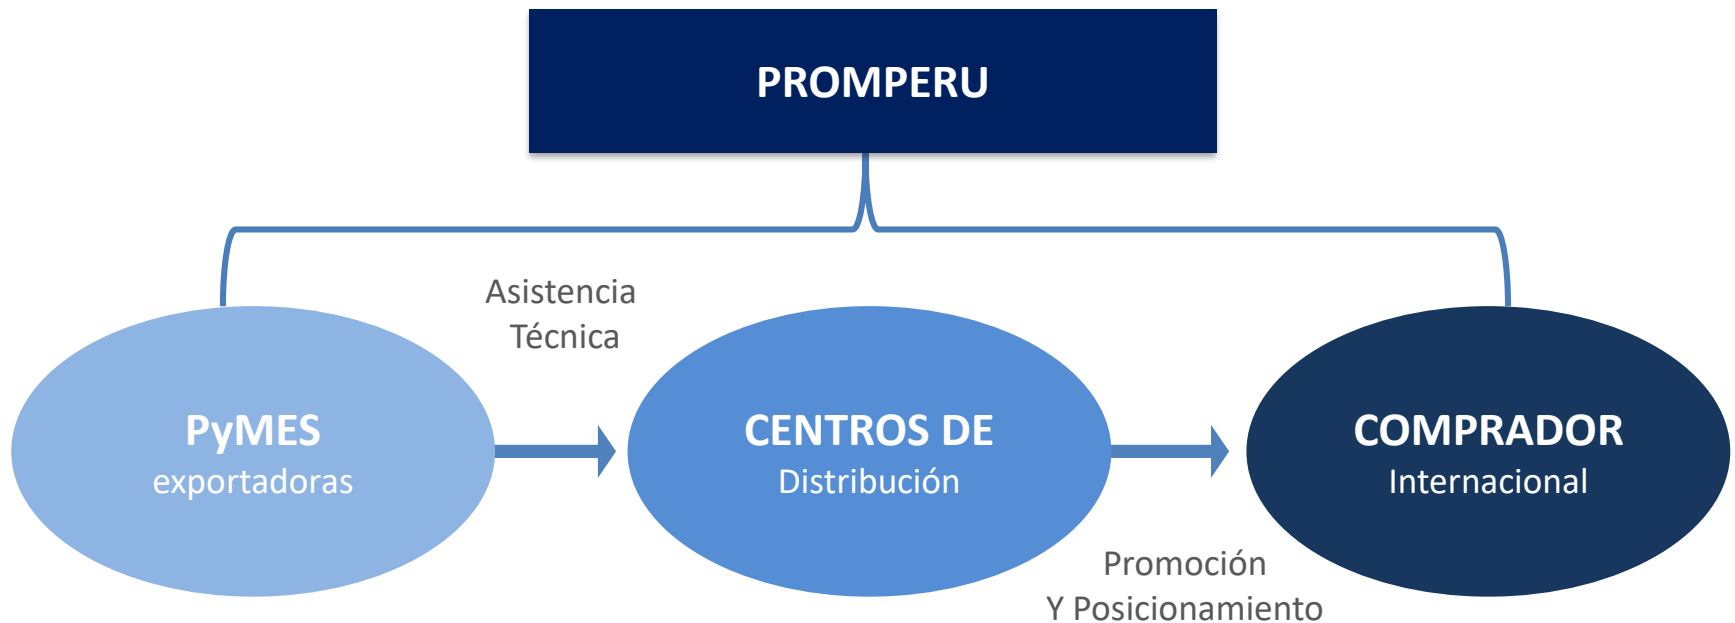 PROMPERU
Asistencia
Técnica
PyMES
exportadoras
CENTROS DE
Distribución
COMPRADOR
Internacional
Promoción
Y Posicionamiento